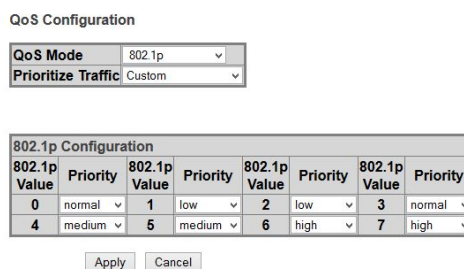 QoS Configuration
QoS Mode 802.1p
Prioritize Traffic Custom
802.1p Configuration
802.1p Value Priority 802.1p Value Priority 802.1p Value Priority 802.1p Value Priority
0 normal 1 low 2 low 3 normal
4 medium 5 medium 6 high 7 high
Apply Cancel